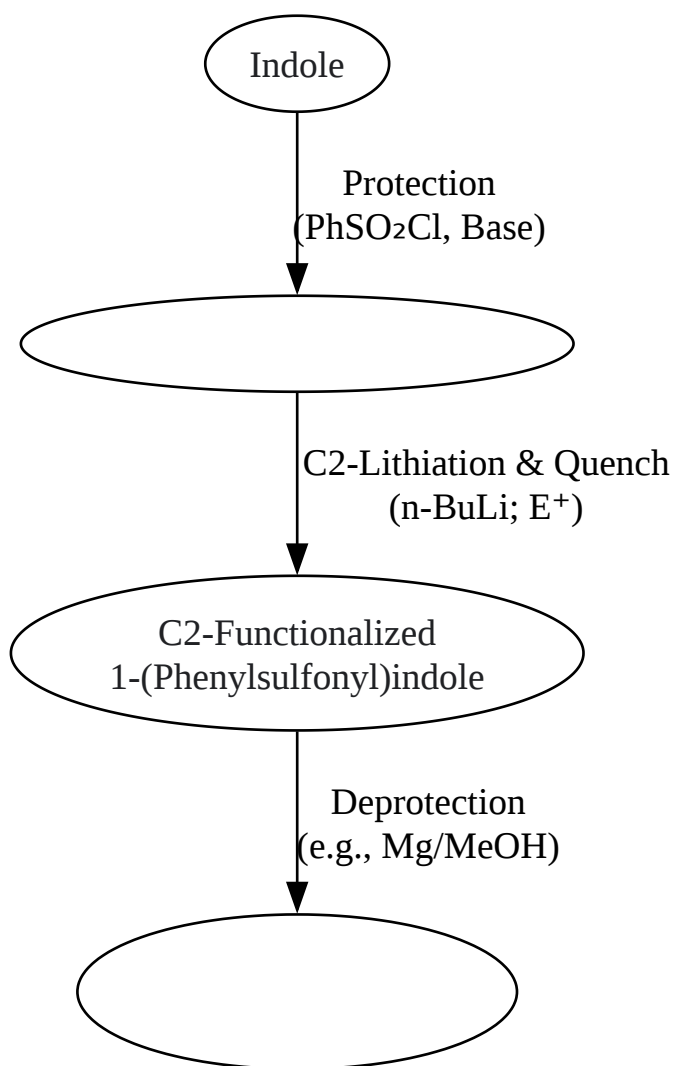 Indole
Protection
(PhSO₂Cl, Base)
C2-Lithiation & Quench
(n-BuLi; E⁺)
C2-Functionalized
1-(Phenylsulfonyl)indole
Deprotection
(e.g., Mg/MeOH)